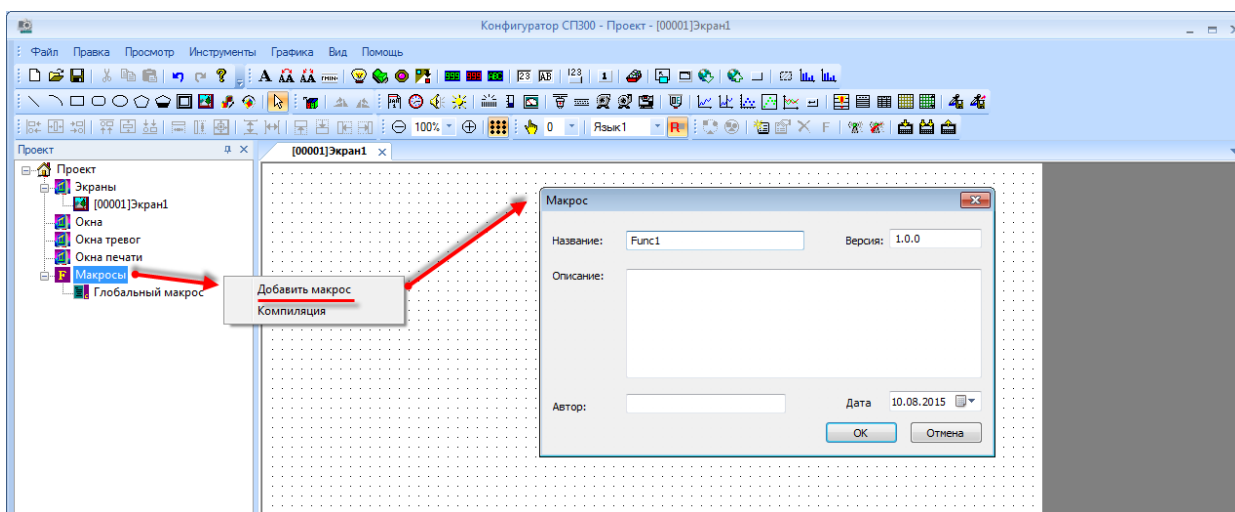 Конфигуратор СП300 - Проект - [00001]Экран1
Файл Правка Просмотр Инструменты Графика Вид Помощь
100% 0 Язык1
Проект
[00001]Экран1
Проект
Экраны
[00001]Экран1
Окна
Окна тревог
Окна печати
Макросы
Глобальный макрос
Добавить макрос
Компиляция
Макрос
Название: Func1 Версия: 1.0.0
Описание:
Автор: Дата 10.08.2015
OK Отмена